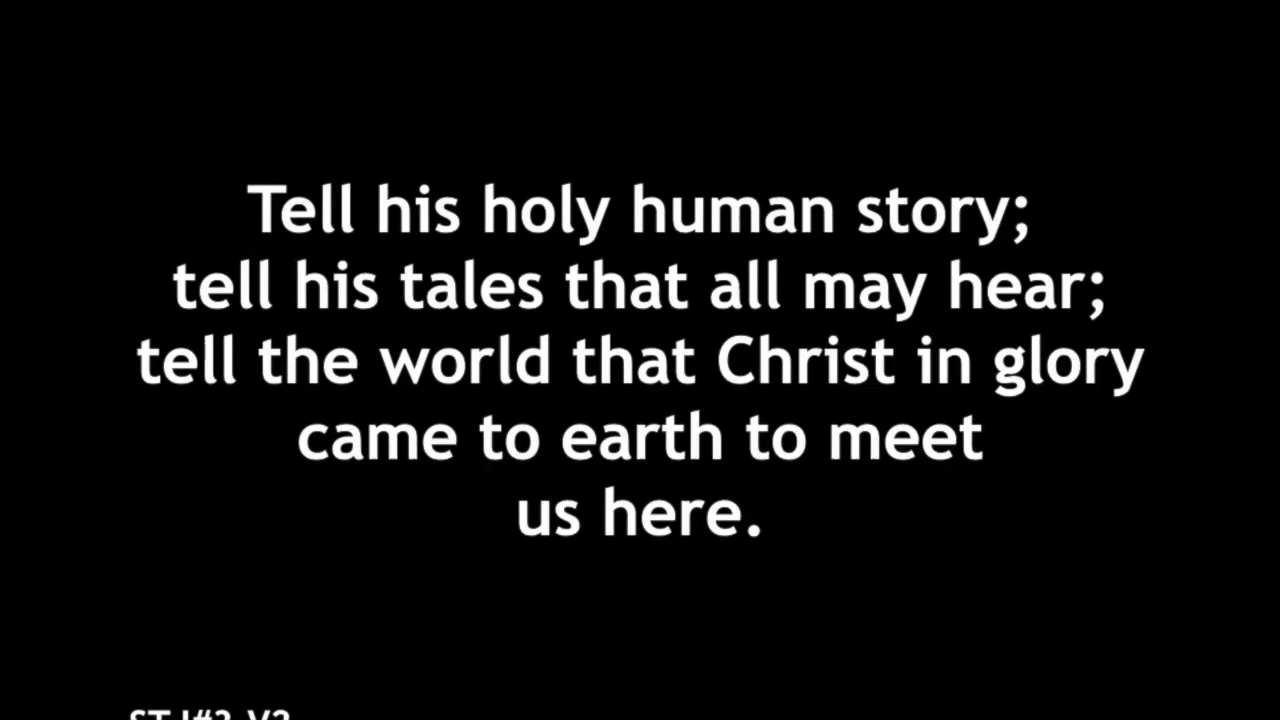 Tell his holy human story;
tell his tales that all may hear;
tell the world that Christ in glory
came to earth to meet
us here.